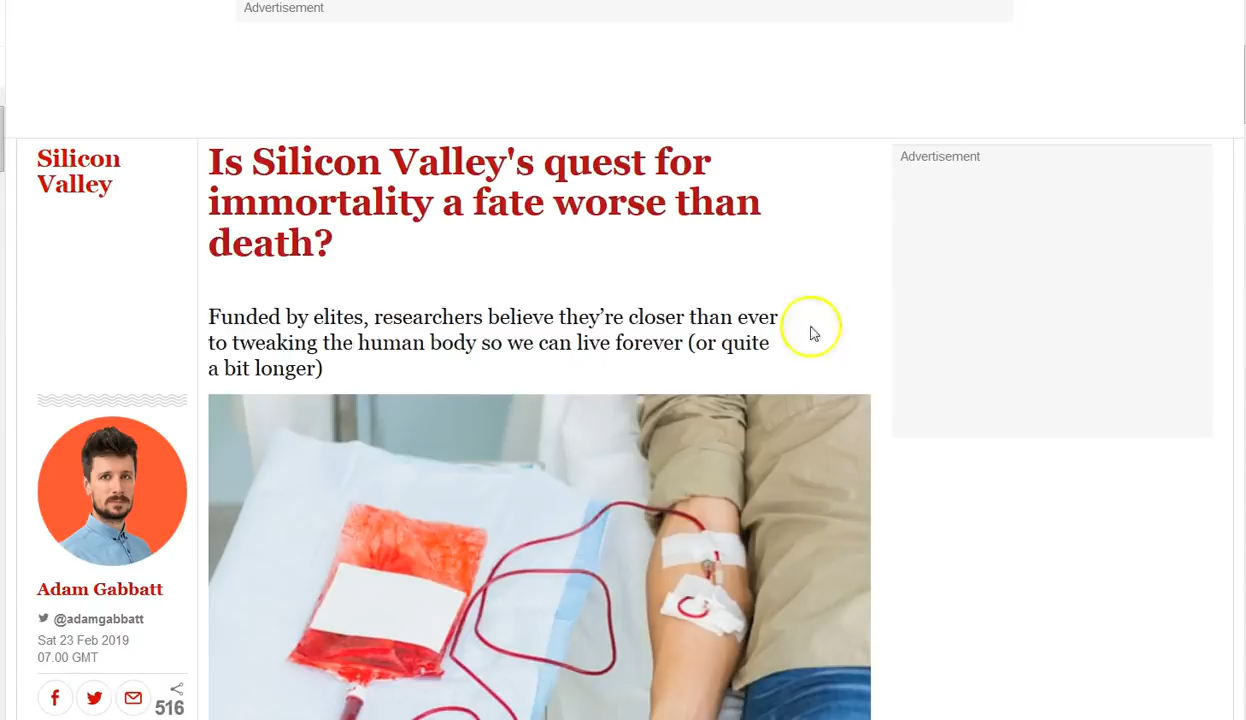 Advertisement
Silicon
Valley
Is Silicon Valley's quest for
immortality a fate worse than
death?
Advertisement
Funded by elites, researchers believe they’re closer than ever
to tweaking the human body so we can live forever (or quite
a bit longer)
Adam Gabbatt
@adamgabbatt
Sat 23 Feb 2019
07.00 GMT
516